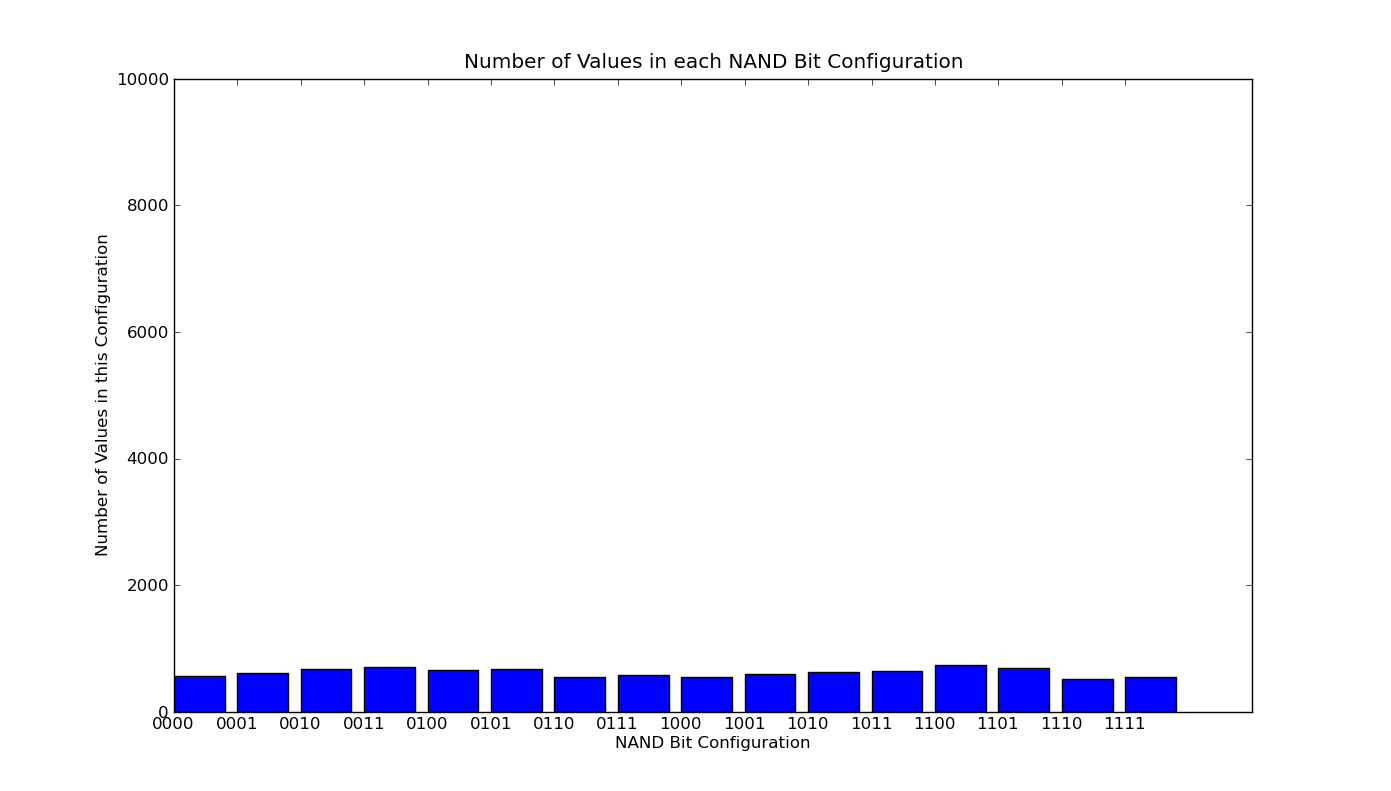 Number of Values in each NAND Bit Configuration
10000
8000
6000
4000
2000
0
Number of Values in this Configuration
0000 0001 0010 0011 0100 0101 0110 0111 1000 1001 1010 1011 1100 1101 1110 1111
NAND Bit Configuration